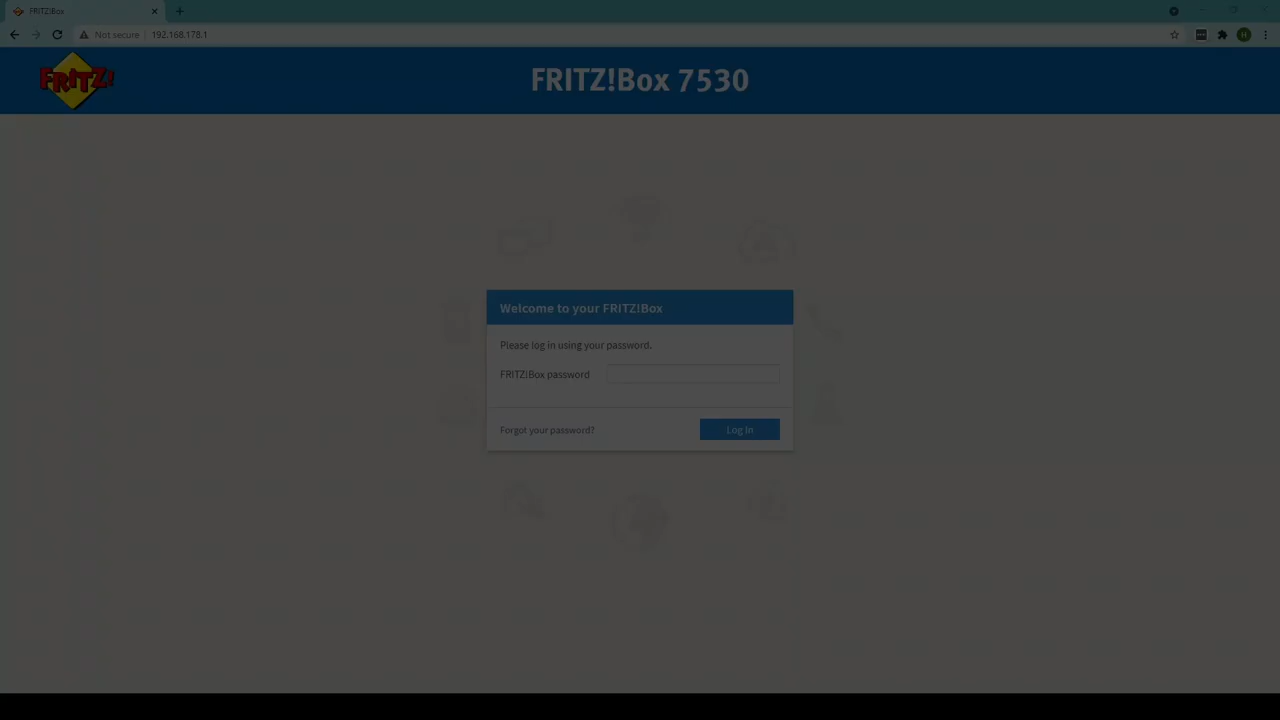 FRITZ!Box
Not secure
192.168.178.1
H
FRITZ!
FRITZ!Box 7530
Welcome to your FRITZ!Box
Please log in using your password.
FRITZ!Box password
Forgot your password?
Log In